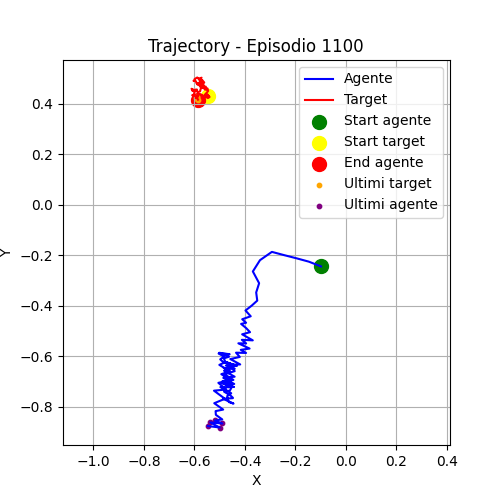 Trajectory - Episodio 1100
Agente
Target
Start agente
Start target
End agente
Ultimi target
Ultimi agente
0.4
0.2
0.0
−0.2
−0.4
−0.6
−0.8
Y
−1.0 −0.8 −0.6 −0.4 −0.2 0.0 0.2 0.4
X